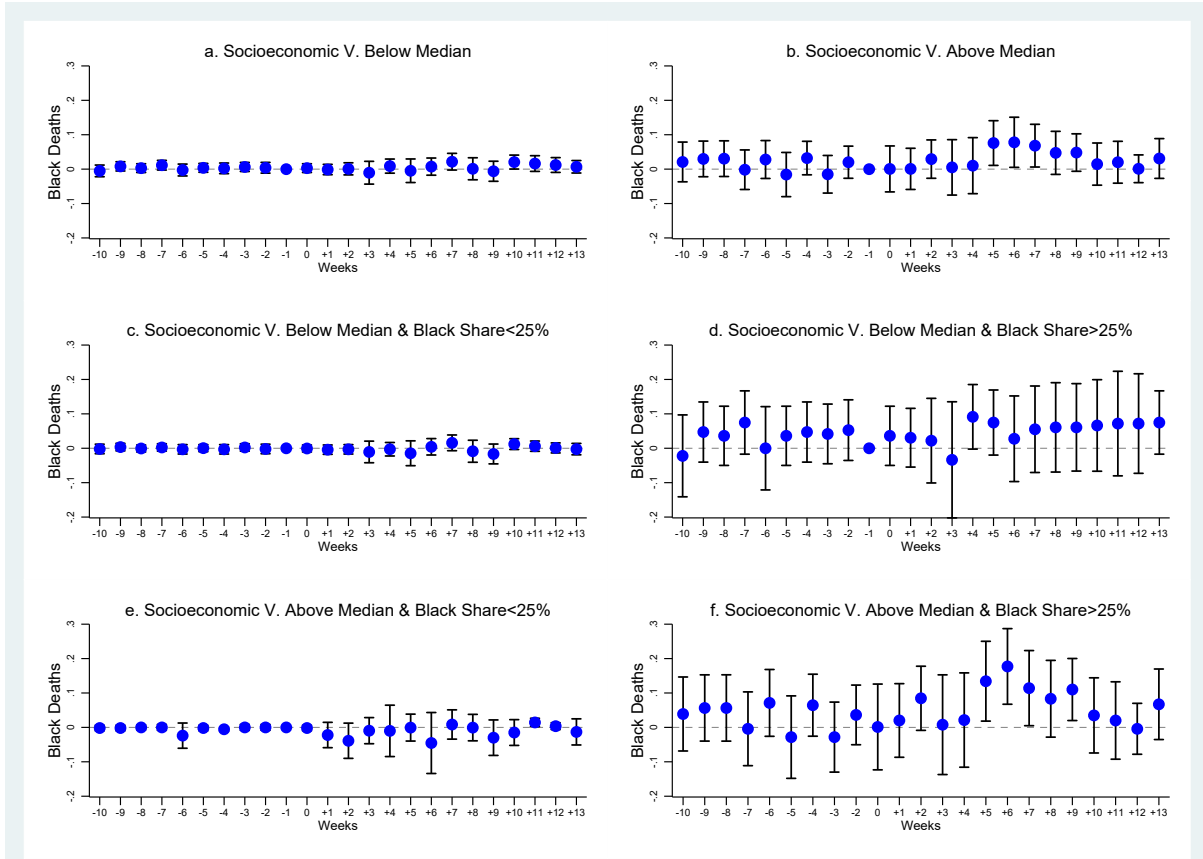 a. Socioeconomic V. Below Median
Black Deaths
.3
.2
.1
0
-.1
-.2
-10 -9 -8 -7 -6 -5 -4 -3 -2 -1 0 +1 +2 +3 +4 +5 +6 +7 +8 +9 +10 +11 +12 +13
Weeks
b. Socioeconomic V. Above Median
Black Deaths
.3
.2
.1
0
-.1
-.2
-10 -9 -8 -7 -6 -5 -4 -3 -2 -1 0 +1 +2 +3 +4 +5 +6 +7 +8 +9 +10 +11 +12 +13
Weeks
c. Socioeconomic V. Below Median & Black Share<25%
Black Deaths
.3
.2
.1
0
-.1
-.2
-10 -9 -8 -7 -6 -5 -4 -3 -2 -1 0 +1 +2 +3 +4 +5 +6 +7 +8 +9 +10 +11 +12 +13
Weeks
d. Socioeconomic V. Below Median & Black Share>25%
Black Deaths
.3
.2
.1
0
-.1
-.2
-10 -9 -8 -7 -6 -5 -4 -3 -2 -1 0 +1 +2 +3 +4 +5 +6 +7 +8 +9 +10 +11 +12 +13
Weeks
e. Socioeconomic V. Above Median & Black Share<25%
Black Deaths
.3
.2
.1
0
-.1
-.2
-10 -9 -8 -7 -6 -5 -4 -3 -2 -1 0 +1 +2 +3 +4 +5 +6 +7 +8 +9 +10 +11 +12 +13
Weeks
f. Socioeconomic V. Above Median & Black Share>25%
Black Deaths
.3
.2
.1
0
-.1
-.2
-10 -9 -8 -7 -6 -5 -4 -3 -2 -1 0 +1 +2 +3 +4 +5 +6 +7 +8 +9 +10 +11 +12 +13
Weeks